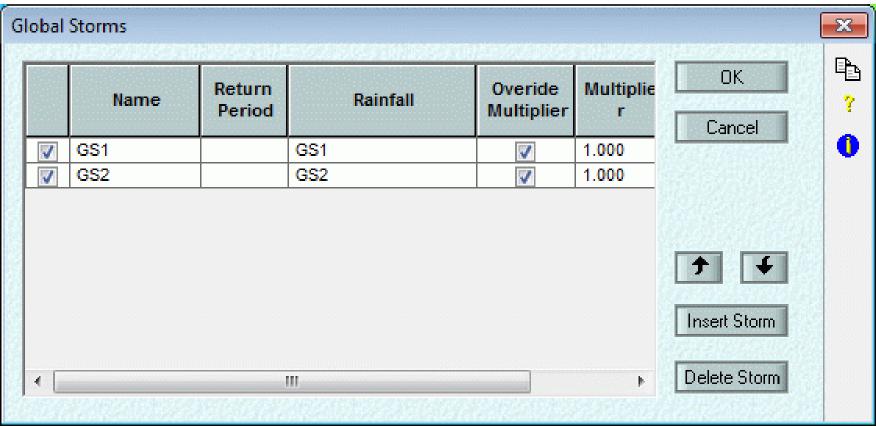 Global Storms
Name Return Period Rainfall Overide Multiplier Multiplie r
GS1 GS1 1.000
GS2 GS2 1.000
OK
Cancel
Insert Storm
Delete Storm
?
i